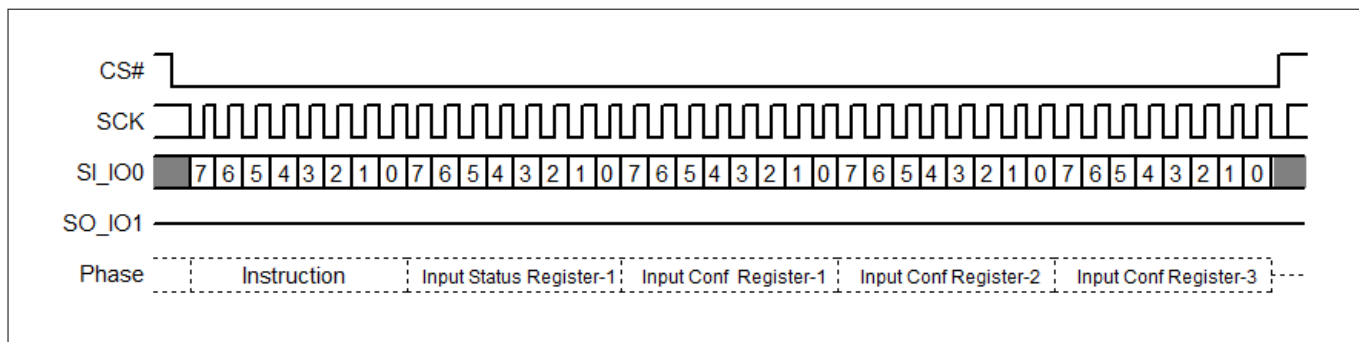 CS#
SCK
SI_IO0 7 6 5 4 3 2 1 0 7 6 5 4 3 2 1 0 7 6 5 4 3 2 1 0 7 6 5 4 3 2 1 0 7 6 5 4 3 2 1 0
SO_IO1
Phase Instruction Input Status Register-1 Input Conf Register-1 Input Conf Register-2 Input Conf Register-3